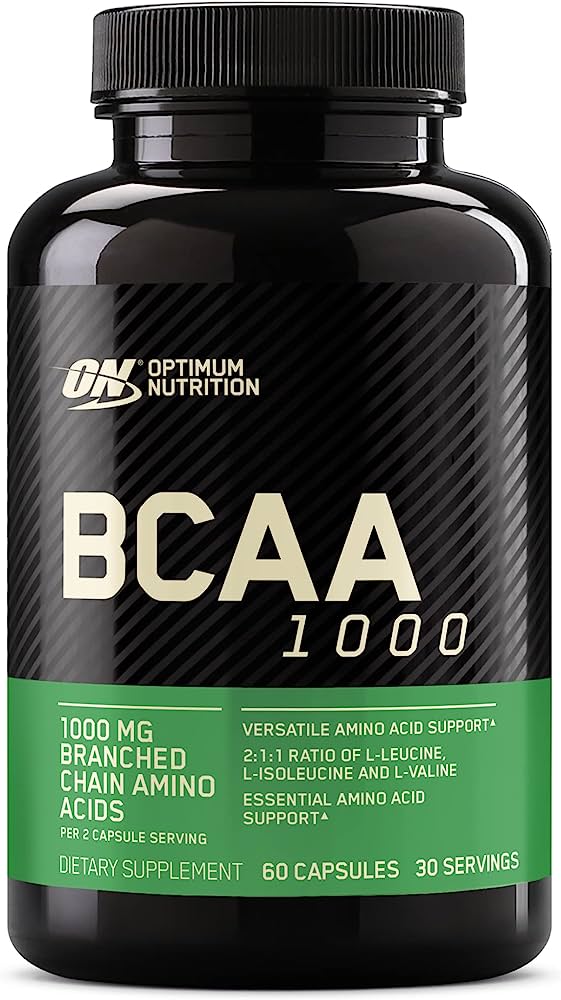 ON® OPTIMUM
NUTRITION
BCAA
1000
1000 MG
BRANCHED
CHAIN AMINO
ACIDS
PER 2 CAPSULE SERVING
VERSATILE AMINO ACID SUPPORT▲
2:1:1 RATIO OF L-LEUCINE,
L-ISOLEUCINE AND L-VALINE
ESSENTIAL AMINO ACID
SUPPORT▲
DIETARY SUPPLEMENT 60 CAPSULES 30 SERVINGS